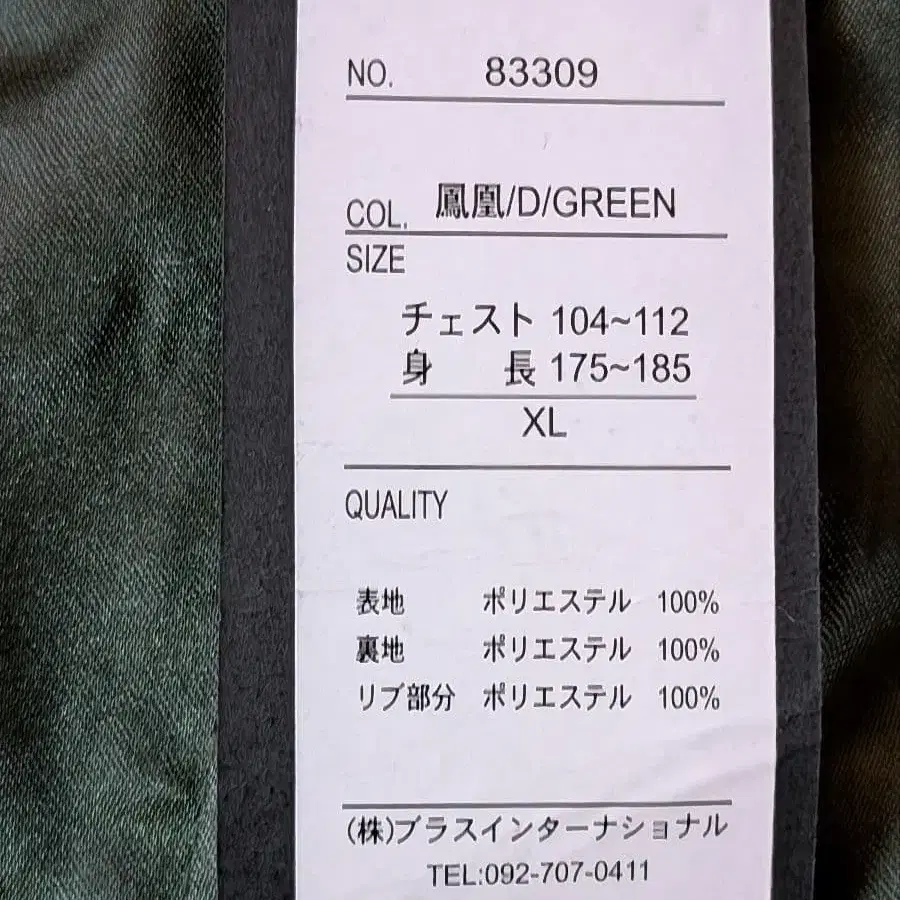 NO. 83309
COL. 鳳凰/D/GREEN
SIZE
チェスト 104~112
身 長 175~185
XL
QUALITY
表地 ポリエステル 100%
裏地 ポリエステル 100%
リブ部分 ポリエステル 100%
(株)プラスインターナショナル
TEL:092-707-0411